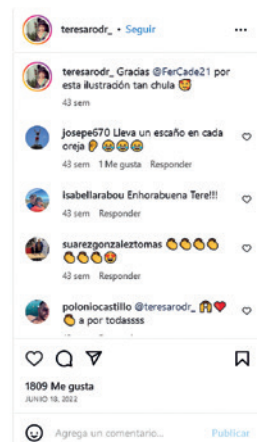 teresarodr_ • Seguir
teresarodr_ Gracias @FerCade21 por
esta ilustración tan chula 🥰
43 sem
josepe670 Lleva un escaño en cada
oreja 👂😂😂😂
43 sem 1 Me gusta Responder
isabellarabou Enhorabuena Tere!!!
43 sem Responder
suarezgonzaleztomas 👏👏👏👏
👏👏👏🥵
43 sem Responder
poloniocastillo @teresarodr_ 🙌❤️
👏 a por todassss
1809 Me gusta
JUNIO 19, 2022
Agrega un comentario... Publicar